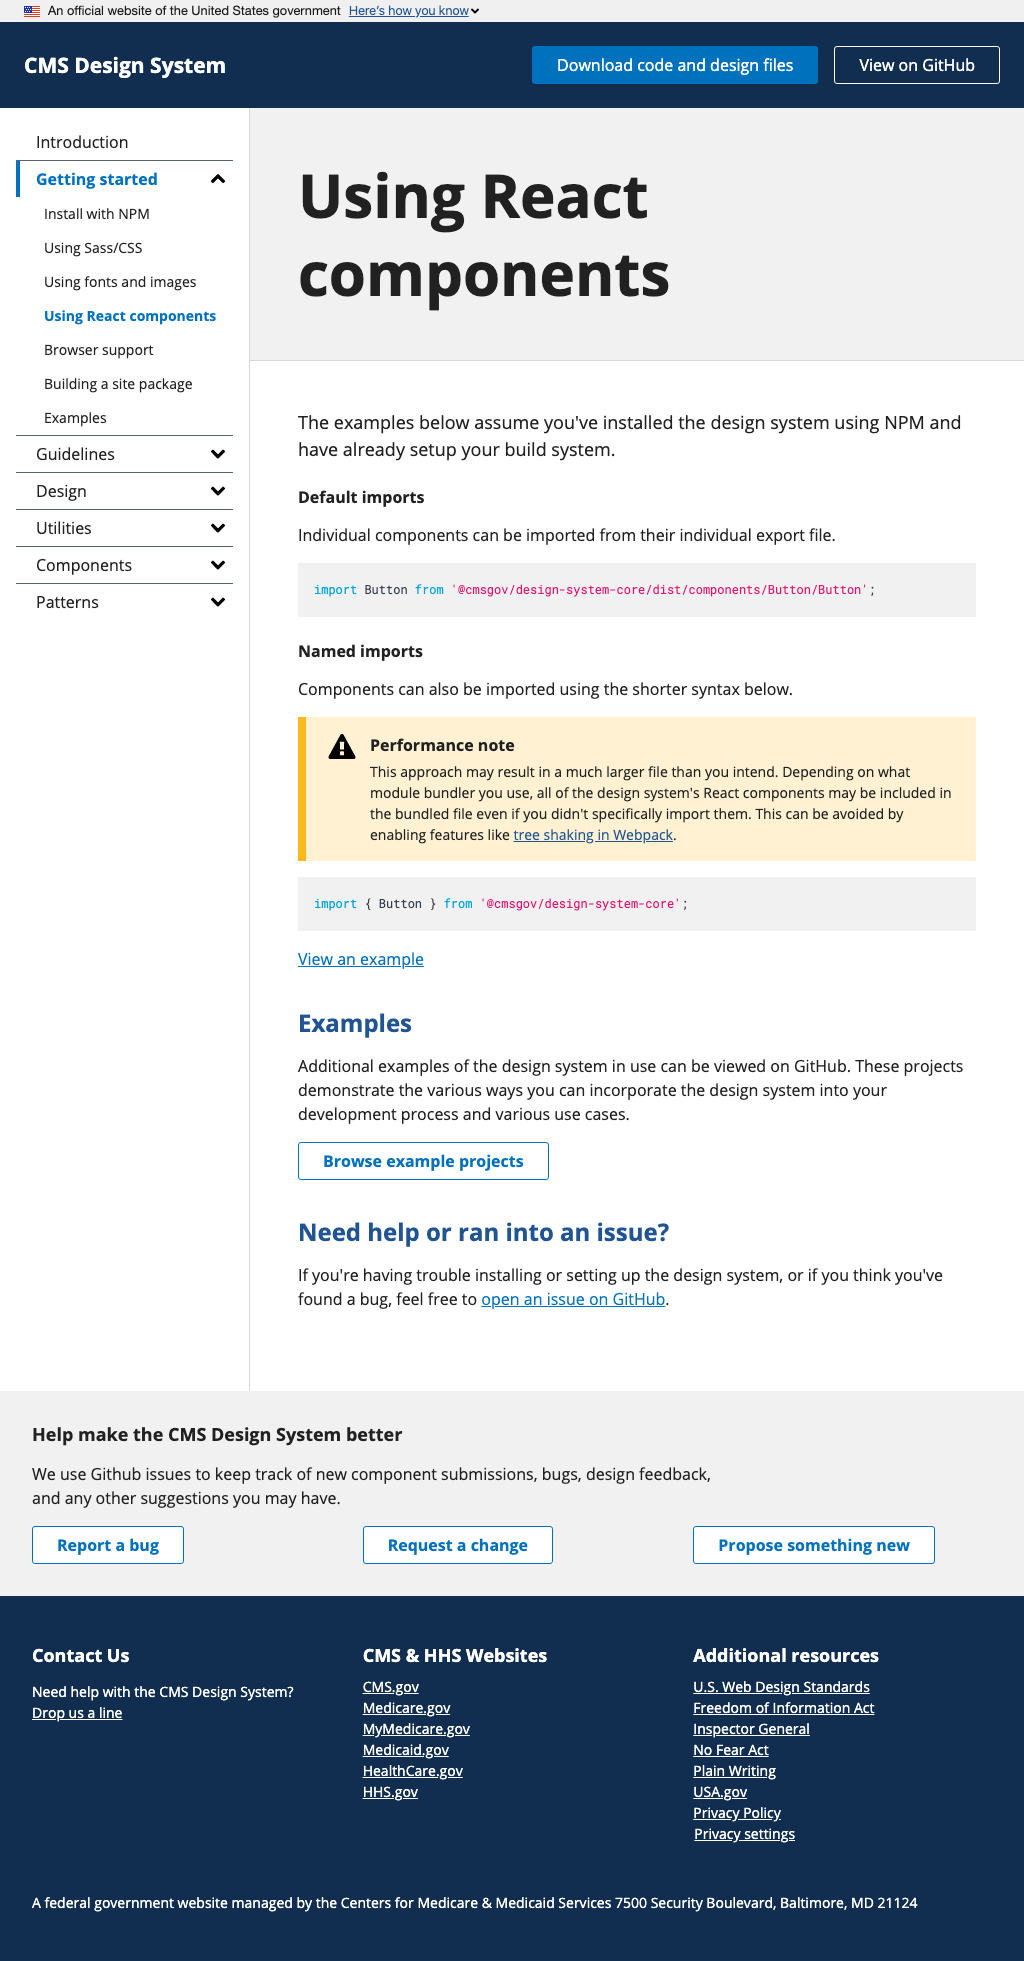 An official website of the United States government Here's how you know
CMS Design System
Download code and design files
View on GitHub
Introduction
Getting started
Install with NPM
Using Sass/CSS
Using fonts and images
Using React components
Browser support
Building a site package
Examples
Guidelines
Design
Utilities
Components
Patterns
Using React
components
The examples below assume you've installed the design system using NPM and
have already setup your build system.
Default imports
Individual components can be imported from their individual export file.
import Button from '@cmsgov/design-system-core/dist/components/Button/Button';
Named imports
Components can also be imported using the shorter syntax below.
Performance note
This approach may result in a much larger file than you intend. Depending on what
module bundler you use, all of the design system's React components may be included in
the bundled file even if you didn't specifically import them. This can be avoided by
enabling features like tree shaking in Webpack.
import { Button } from '@cmsgov/design-system-core';
View an example
Examples
Additional examples of the design system in use can be viewed on GitHub. These projects
demonstrate the various ways you can incorporate the design system into your
development process and various use cases.
Browse example projects
Need help or ran into an issue?
If you're having trouble installing or setting up the design system, or if you think you've
found a bug, feel free to open an issue on GitHub.
Help make the CMS Design System better
We use Github issues to keep track of new component submissions, bugs, design feedback,
and any other suggestions you may have.
Report a bug
Request a change
Propose something new
Contact Us
Need help with the CMS Design System?
Drop us a line
CMS & HHS Websites
CMS.gov
Medicare.gov
MyMedicare.gov
Medicaid.gov
HealthCare.gov
HHS.gov
Additional resources
U.S. Web Design Standards
Freedom of Information Act
Inspector General
No Fear Act
Plain Writing
USA.gov
Privacy Policy
Privacy settings
A federal government website managed by the Centers for Medicare & Medicaid Services 7500 Security Boulevard, Baltimore, MD 21124